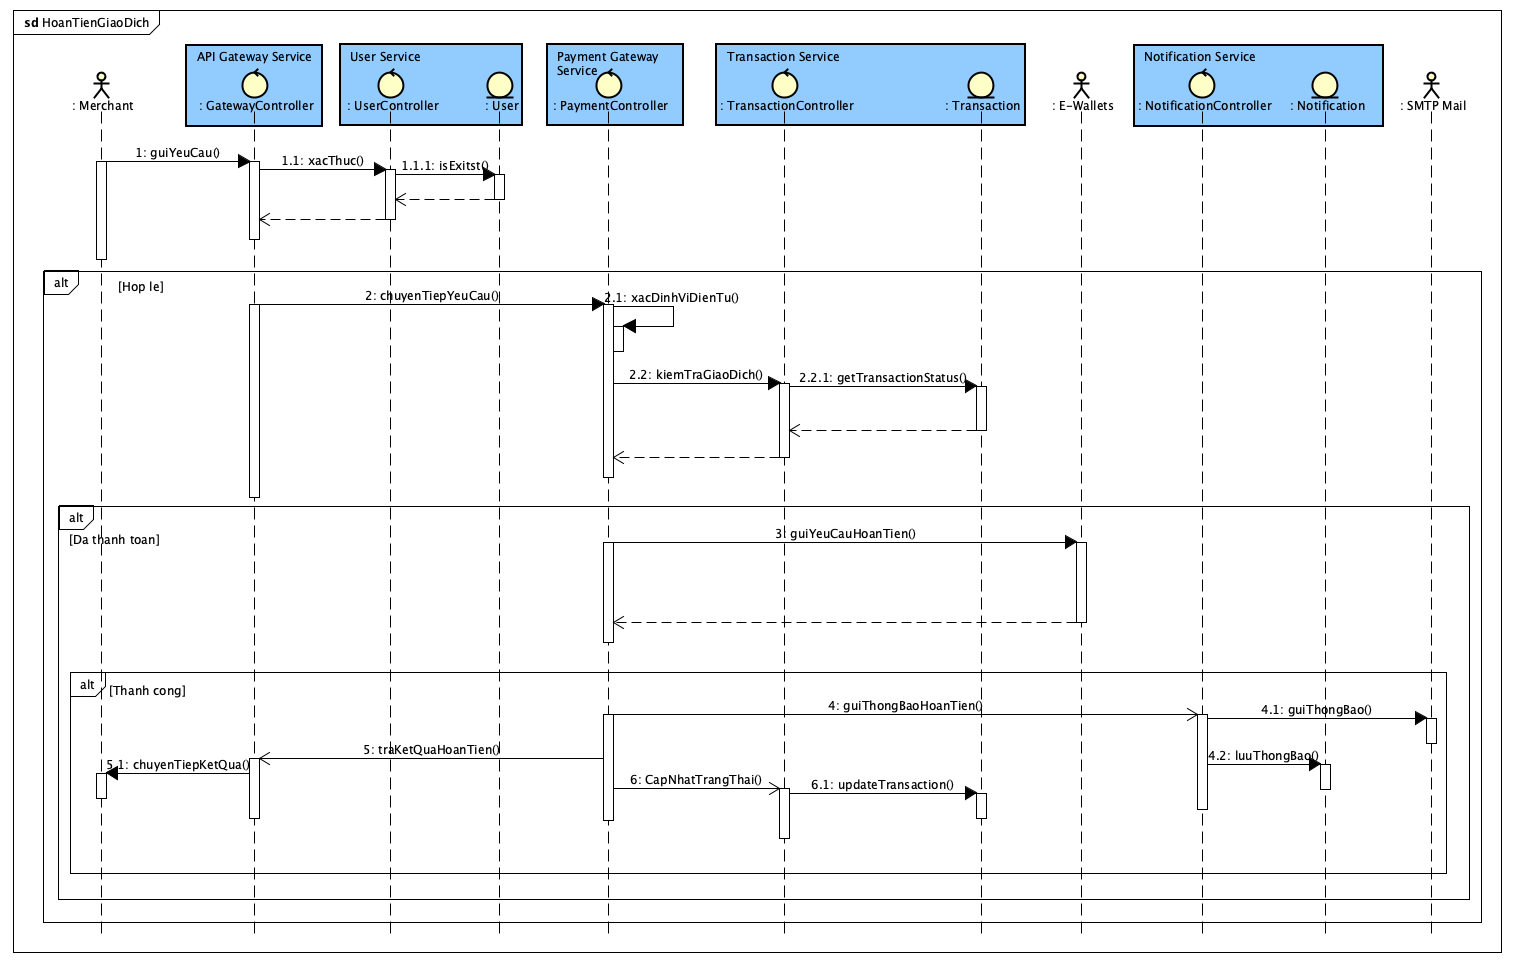 sd HoanTienGiaoDich
API Gateway Service
User Service
Payment Gateway
Service
Transaction Service
Notification Service
: Merchant
: GatewayController
: UserController
: User
: PaymentController
: TransactionController
: Transaction
: E-Wallets
: NotificationController
: Notification
: SMTP Mail
1: guiYeuCau()
1.1: xacThuc()
1.1.1: isExitst()
alt
[Hop le]
2: chuyenTiepYeuCau()
2.1: xacDinhViDienTu()
2.2: kiemTraGiaoDich()
2.2.1: getTransactionStatus()
alt
[Da thanh toan]
3: guiYeuCauHoanTien()
alt
[Thanh cong]
4: guiThongBaoHoanTien()
4.1: guiThongBao()
5: traKetQuaHoanTien()
4.2: luuThongBao()
5.1: chuyenTiepKetQua()
6: CapNhatTrangThai()
6.1: updateTransaction()